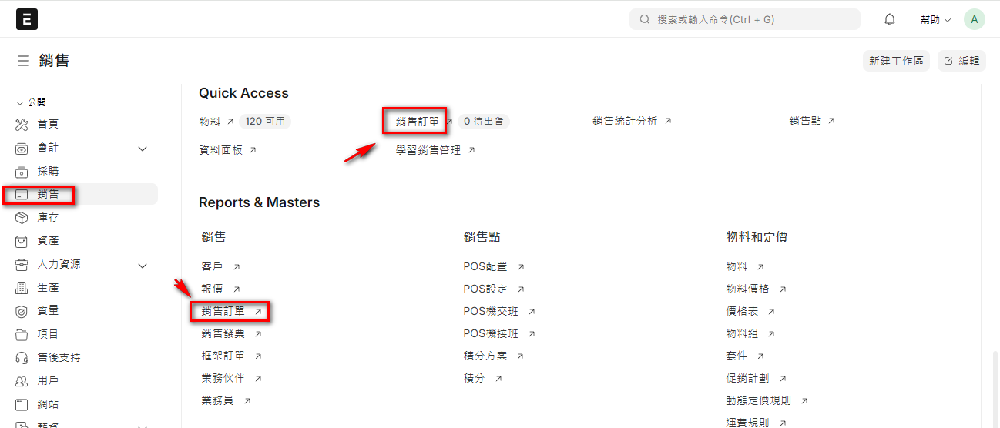 E
搜索或輸入命令(Ctrl + G)
幫助
A
銷售
新建工作區
編輯
公開
首頁
會計
採購
銷售
庫存
資產
人力資源
生產
質量
項目
售後支持
用戶
網站
薪資
Quick Access
物料 120 可用
銷售訂單 0 待出貨
銷售統計分析
銷售點
資料面板
學習銷售管理
Reports & Masters
銷售
客戶
報價
銷售訂單
銷售發票
框架訂單
業務伙伴
業務員
銷售點
POS配置
POS設定
POS機交班
POS機接班
積分方案
積分
物料和定價
物料
物料價格
價格表
物料組
套件
促銷計劃
動態定價規則
運費規則